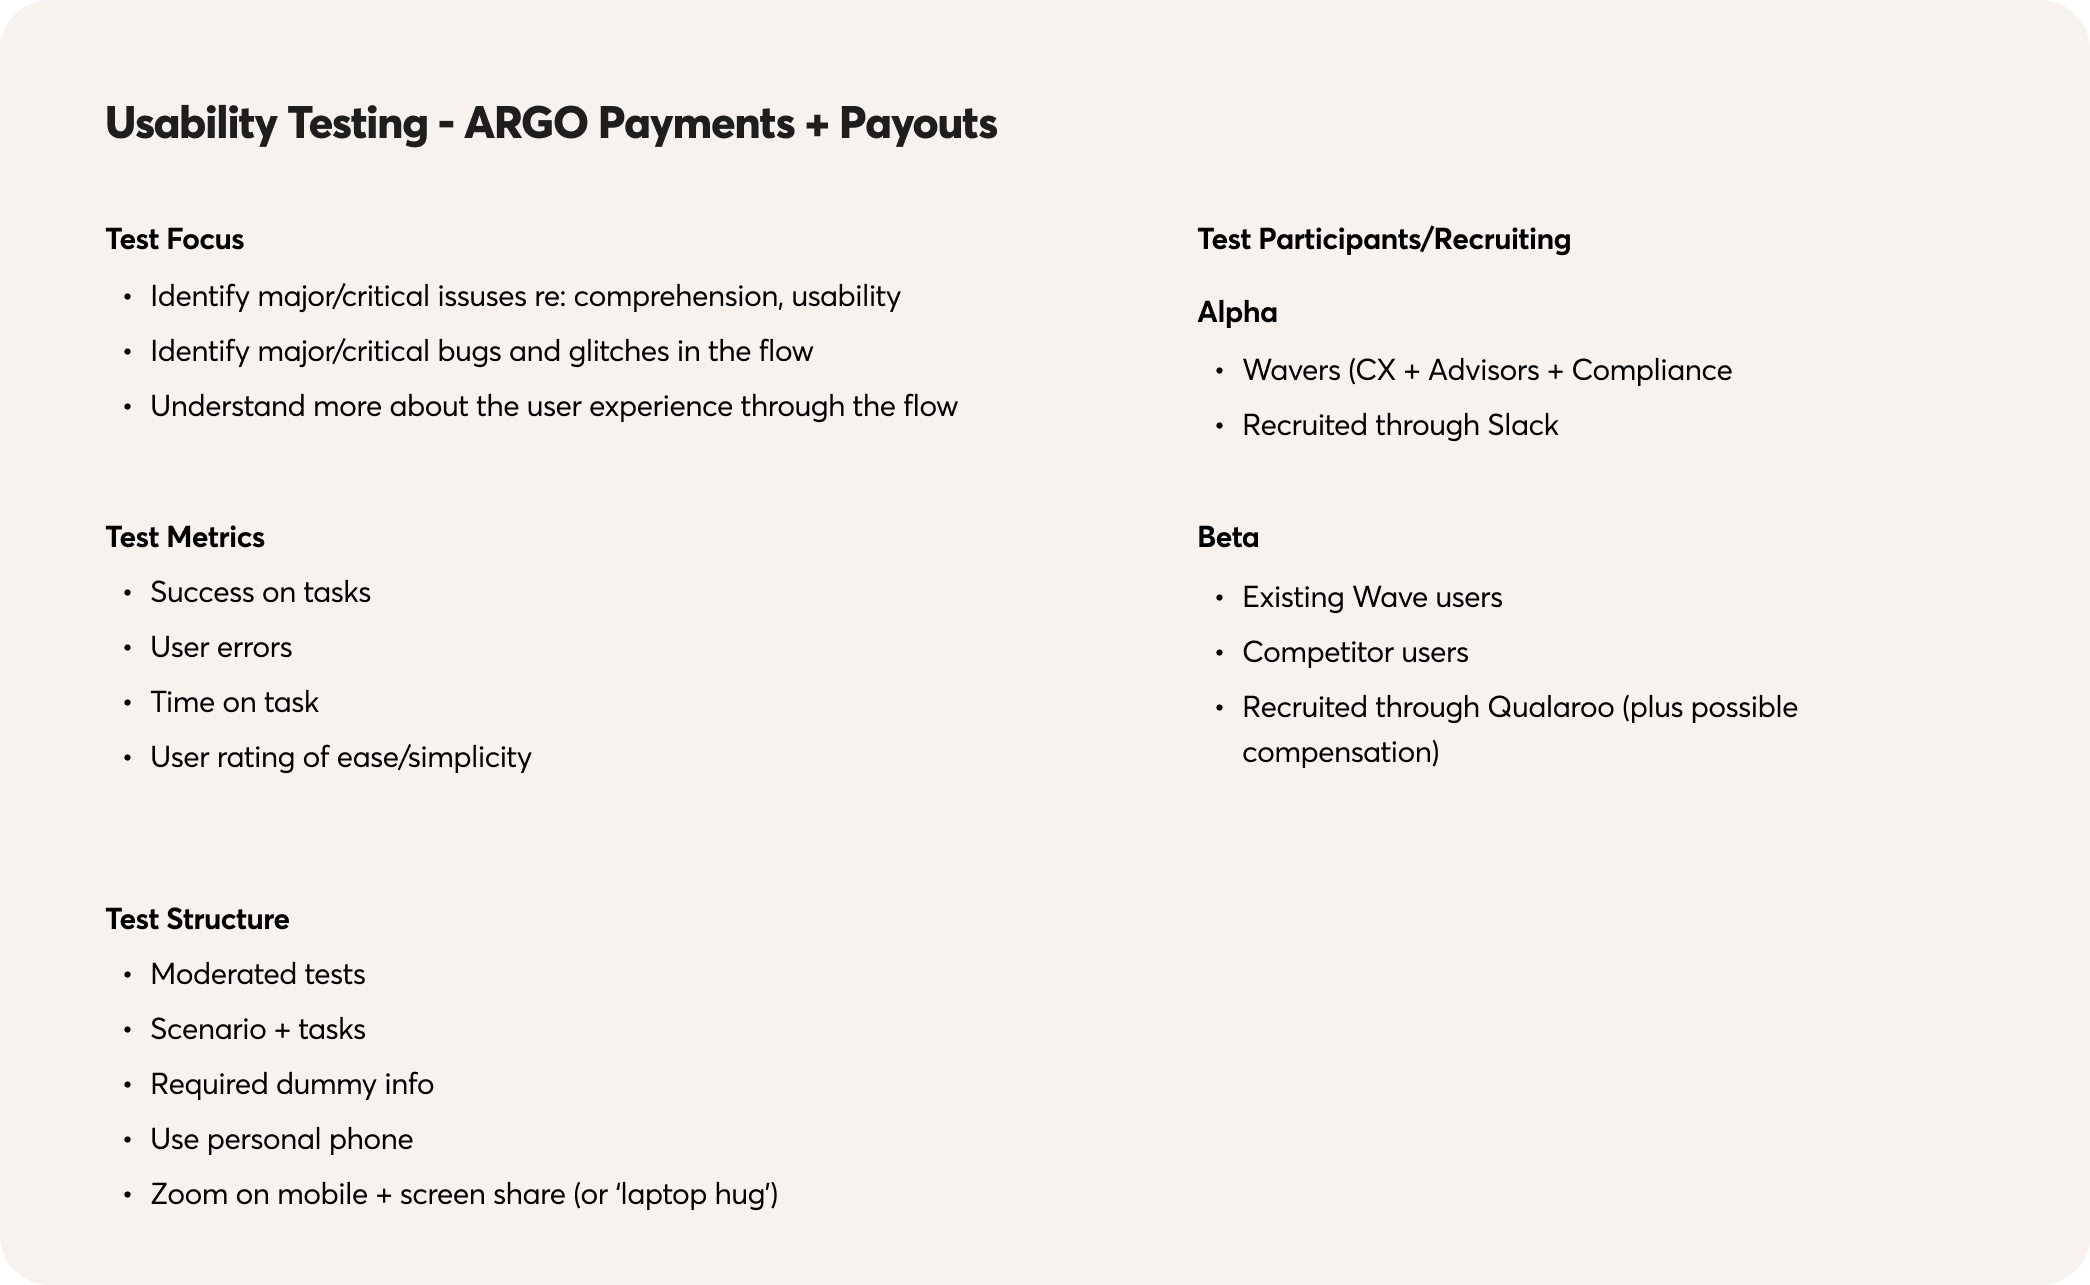 Usability Testing - ARGO Payments + Payouts
Test Focus
• Identify major/critical issuses re: comprehension, usability
• Identify major/critical bugs and glitches in the flow
• Understand more about the user experience through the flow
Test Metrics
• Success on tasks
• User errors
• Time on task
• User rating of ease/simplicity
Test Structure
• Moderated tests
• Scenario + tasks
• Required dummy info
• Use personal phone
• Zoom on mobile + screen share (or ‘laptop hug’)
Test Participants/Recruiting
Alpha
• Wavers (CX + Advisors + Compliance
• Recruited through Slack
Beta
• Existing Wave users
• Competitor users
• Recruited through Qualaroo (plus possible
compensation)